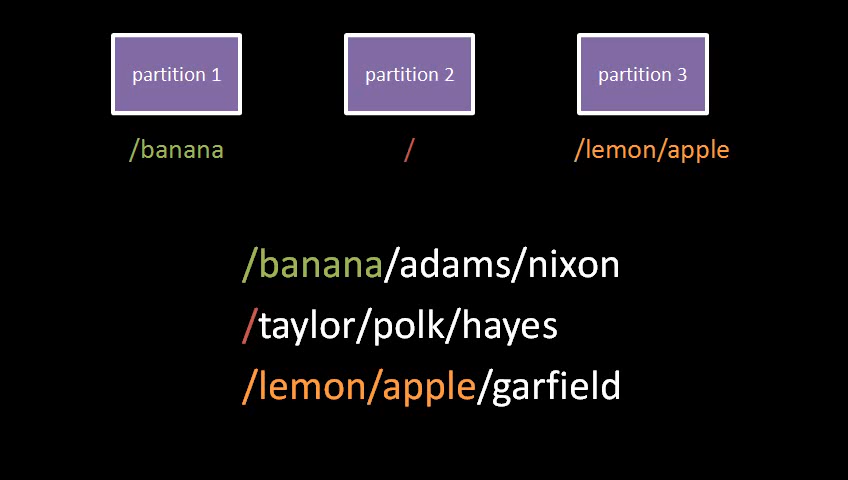 partition 1 partition 2 partition 3
/banana / /lemon/apple
/banana/adams/nixon
/taylor/polk/hayes
/lemon/apple/garfield